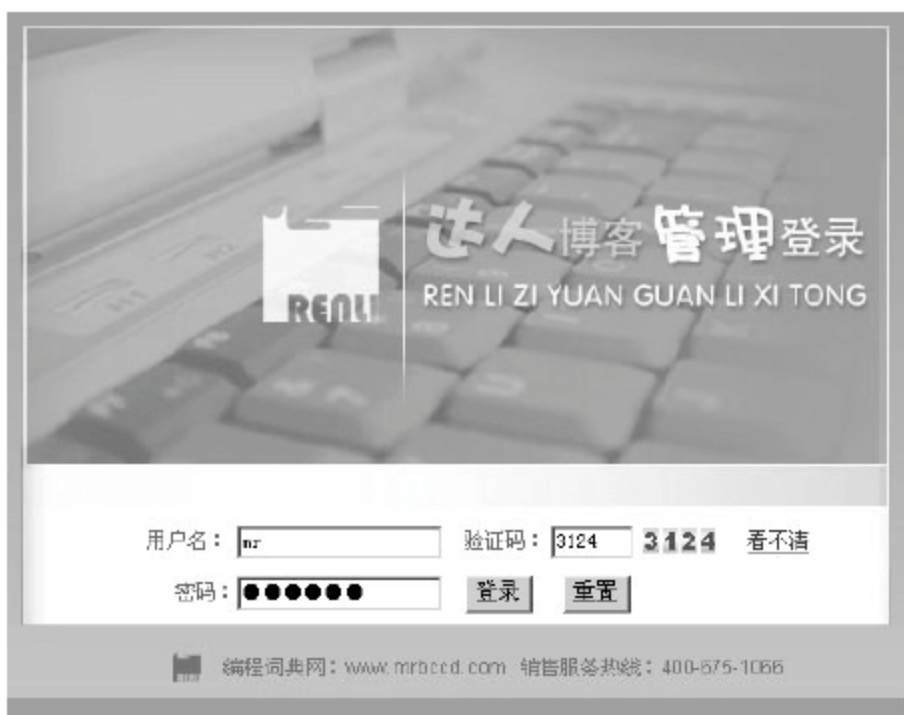 达人博客管理登录
RENLI
REN LI ZI YUAN GUAN LI XI TONG
用户名： mr 验证码： 3124 3124 看不清
密码： ●●●●●● 登录 重置
编程词典网：www.mrbccd.com 销售服务热线：400-675-1066